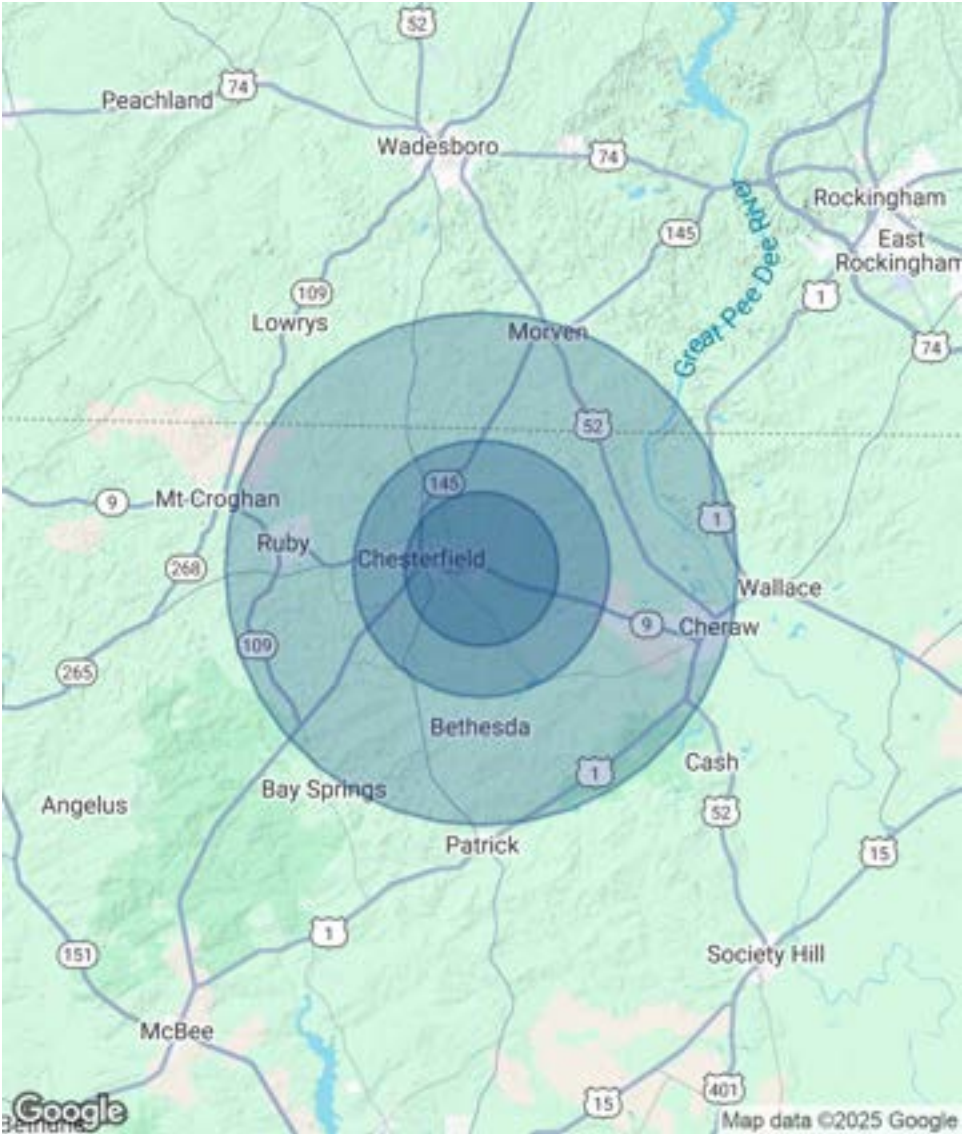 52
Peachland
74
Wadesboro
74
Rockingham
145
East
Rockingham
Great Pee Dee River
109
1
Lowrys
Morven
74
52
145
9
Mt Croghan
1
Ruby
Chesterfield
268
Wallace
9
Cheraw
109
265
Bethesda
Cash
1
Bay Springs
Angelus
52
Patrick
15
1
151
Society Hill
McBee
401
15
Google
Map data ©2025 Google